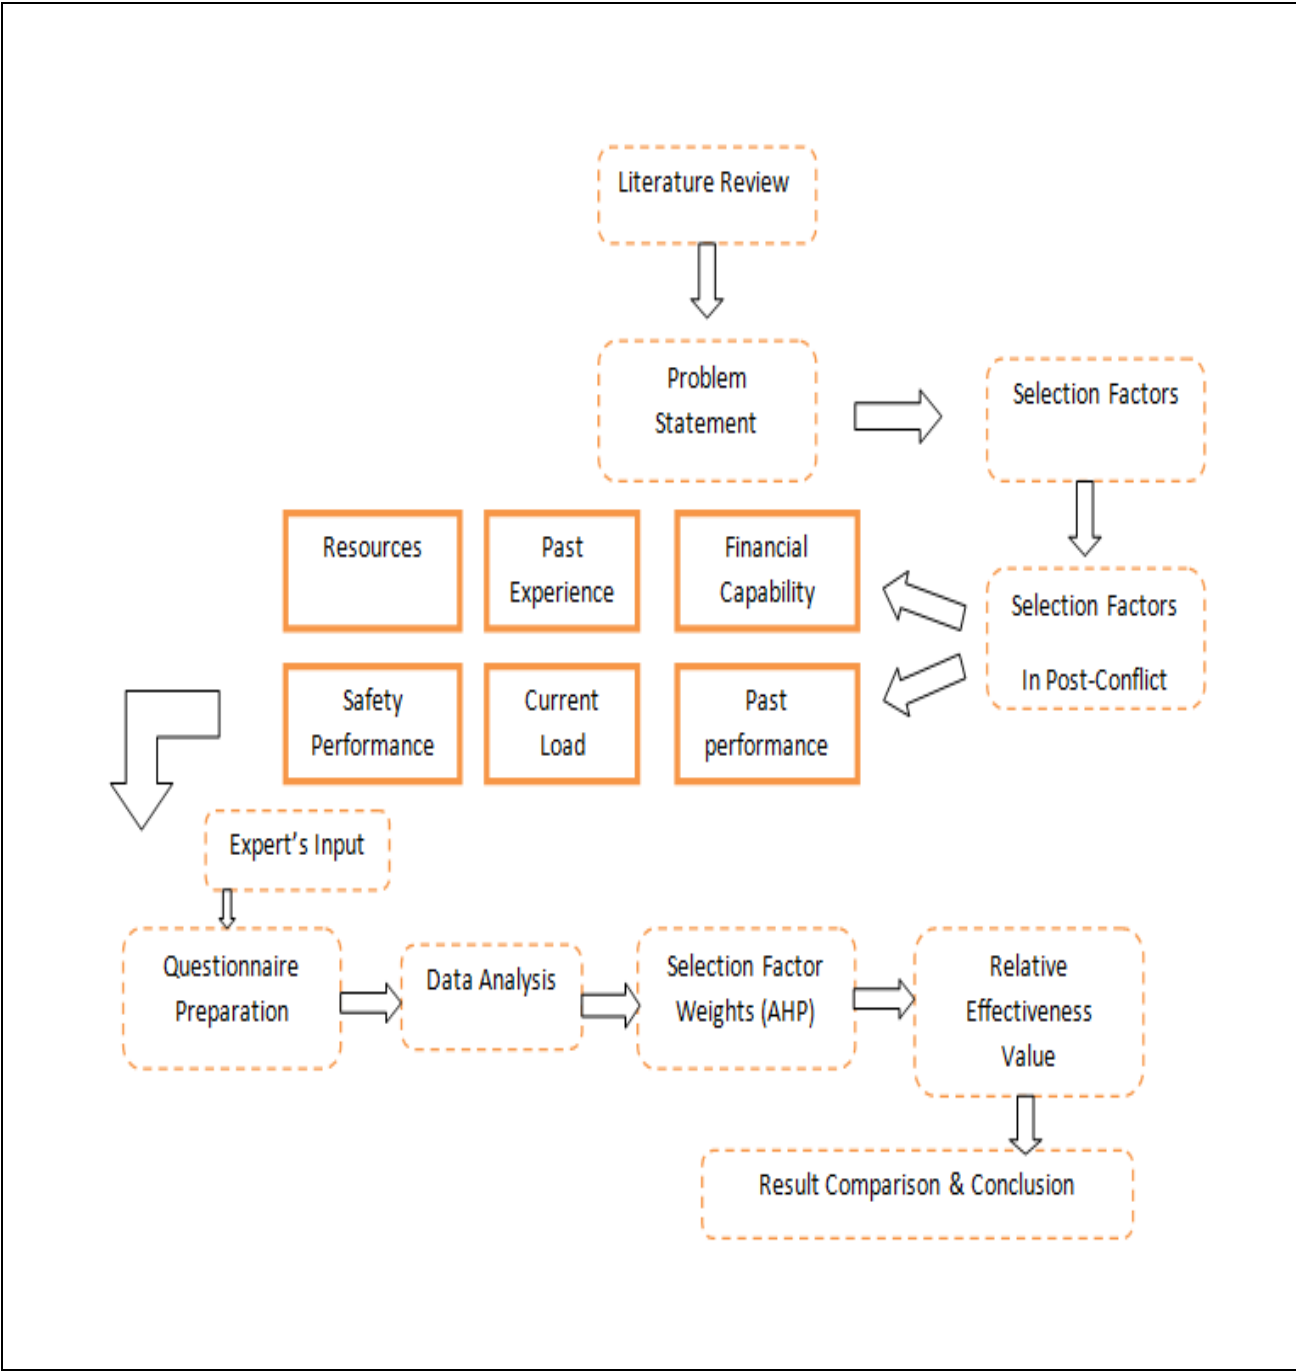 Literature Review
Problem
Statement
Selection Factors
Resources
Past
Experience
Financial
Capability
Selection Factors
In Post-Conflict
Safety
Performance
Current
Load
Past
performance
Expert’s Input
Questionnaire
Preparation
Data Analysis
Selection Factor
Weights (AHP)
Relative
Effectiveness
Value
Result Comparison & Conclusion